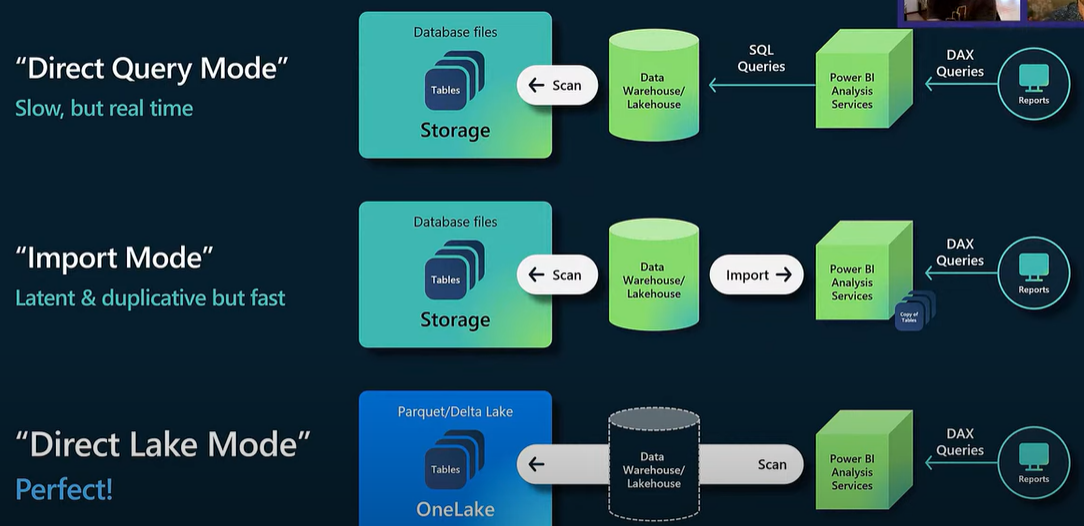 “Direct Query Mode”
Slow, but real time
Database files
Tables
Storage
← Scan
Data
Warehouse/
Lakehouse
SQL
Queries
Power BI
Analysis
Services
DAX
Queries
Reports
“Import Mode”
Latent & duplicative but fast
Database files
Tables
Storage
← Scan
Data
Warehouse/
Lakehouse
Import →
Power BI
Analysis
Services
Copy of
Tables
DAX
Queries
Reports
“Direct Lake Mode”
Perfect!
Parquet/Delta Lake
Tables
OneLake
←
Data
Warehouse/
Lakehouse
Scan
Power BI
Analysis
Services
DAX
Queries
Reports